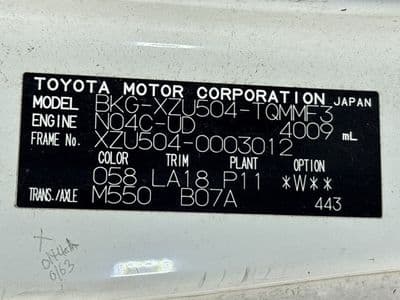 TOYOTA MOTOR CORPORATION JAPAN
MODEL BKG-XZU504-TQMMF3
ENGINE N04C-UD 4009 mL
FRAME No. XZU504-0003012
COLOR TRIM PLANT OPTION
058 LA18 P11 *W**
TRANS./AXLE M550 B07A 443